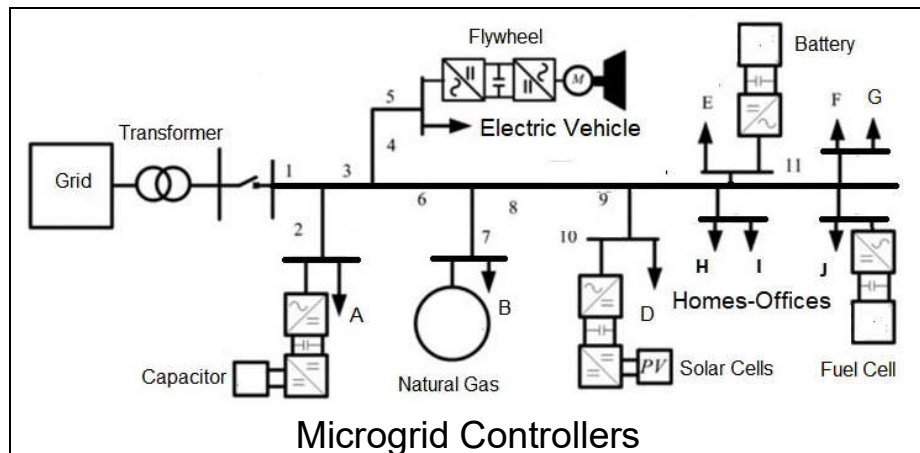 Flywheel
Battery
Transformer
M
5
E
F
G
Electric Vehicle
4
Grid
1
3
11
6
8
9
2
7
10
A
B
D
H
I
J
Homes-Offices
Capacitor
Natural Gas
PV
Solar Cells
Fuel Cell
Microgrid Controllers